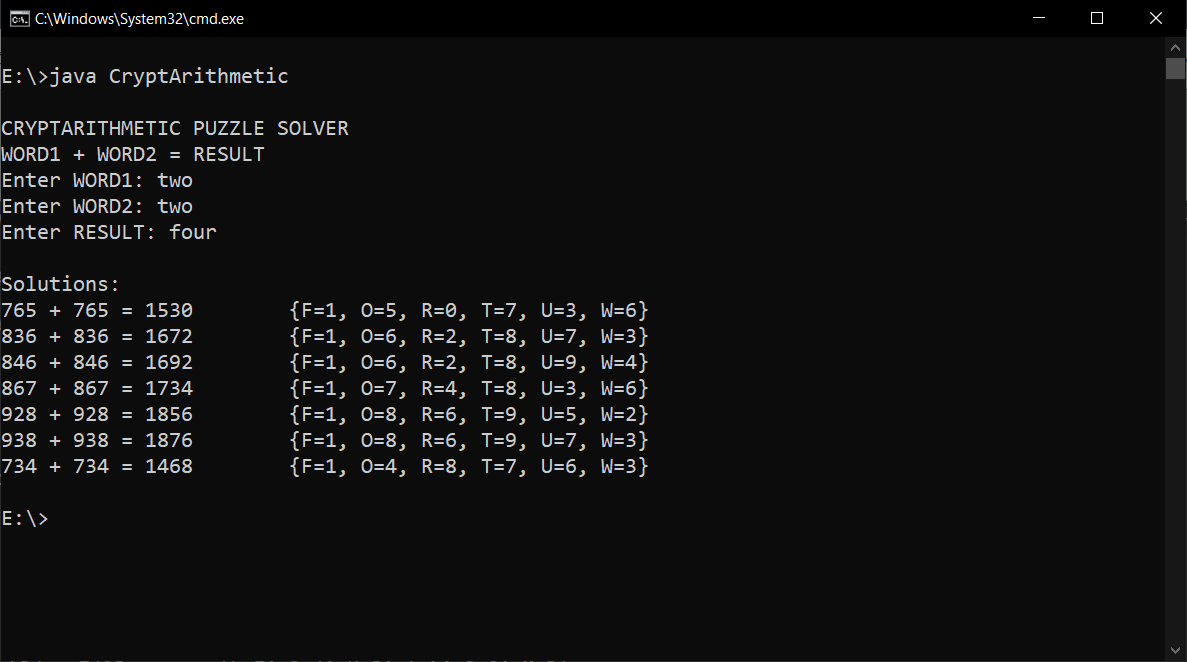 C:\Windows\System32\cmd.exe
E:\>java CryptArithmetic
CRYPTARITHMETIC PUZZLE SOLVER
WORD1 + WORD2 = RESULT
Enter WORD1: two
Enter WORD2: two
Enter RESULT: four
Solutions:
765 + 765 = 1530 {F=1, O=5, R=0, T=7, U=3, W=6}
836 + 836 = 1672 {F=1, O=6, R=2, T=8, U=7, W=3}
846 + 846 = 1692 {F=1, O=6, R=2, T=8, U=9, W=4}
867 + 867 = 1734 {F=1, O=7, R=4, T=8, U=3, W=6}
928 + 928 = 1856 {F=1, O=8, R=6, T=9, U=5, W=2}
938 + 938 = 1876 {F=1, O=8, R=6, T=9, U=7, W=3}
734 + 734 = 1468 {F=1, O=4, R=8, T=7, U=6, W=3}
E:\>